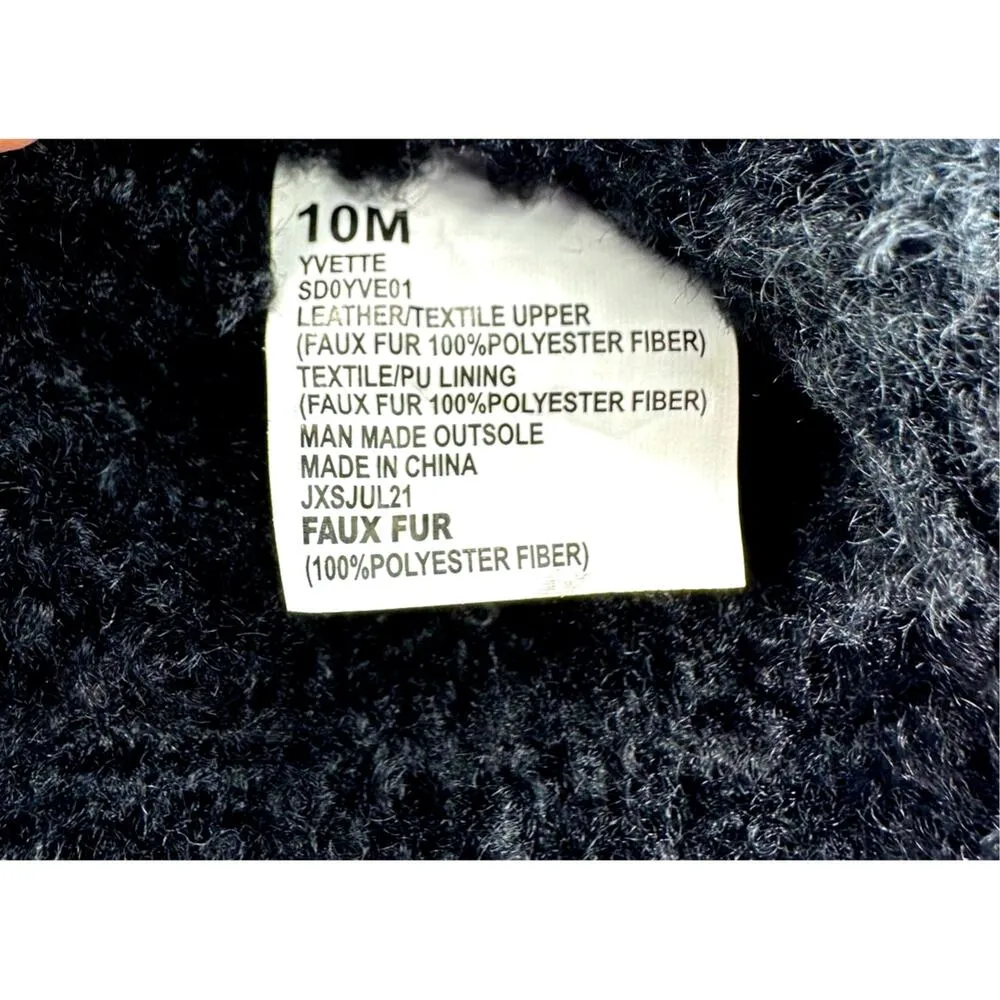 10M
YVETTE
SD0YVE01
LEATHER/TEXTILE UPPER
(FAUX FUR 100%POLYESTER FIBER)
TEXTILE/PU LINING
(FAUX FUR 100%POLYESTER FIBER)
MAN MADE OUTSOLE
MADE IN CHINA
JXSJUL21
FAUX FUR
(100%POLYESTER FIBER)